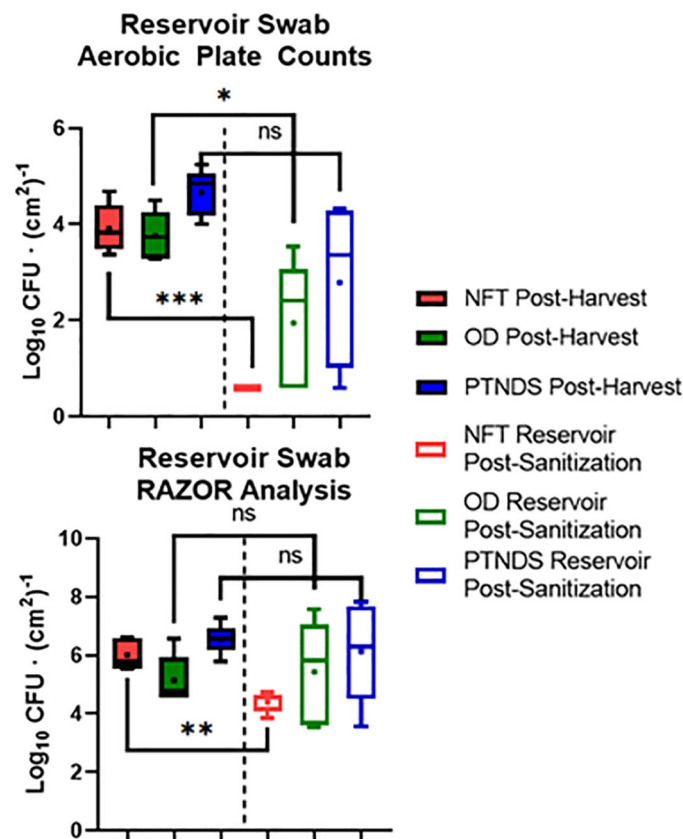 Reservoir Swab
Aerobic Plate Counts
*
ns
***
6
4
2
0
Log10 CFU · (cm2)-1
NFT Post-Harvest
OD Post-Harvest
PTNDS Post-Harvest
NFT Reservoir
Post-Sanitization
OD Reservoir
Post-Sanitization
PTNDS Reservoir
Post-Sanitization
Reservoir Swab
RAZOR Analysis
ns
ns
**
10
8
6
4
2
0
Log10 CFU · (cm2)-1